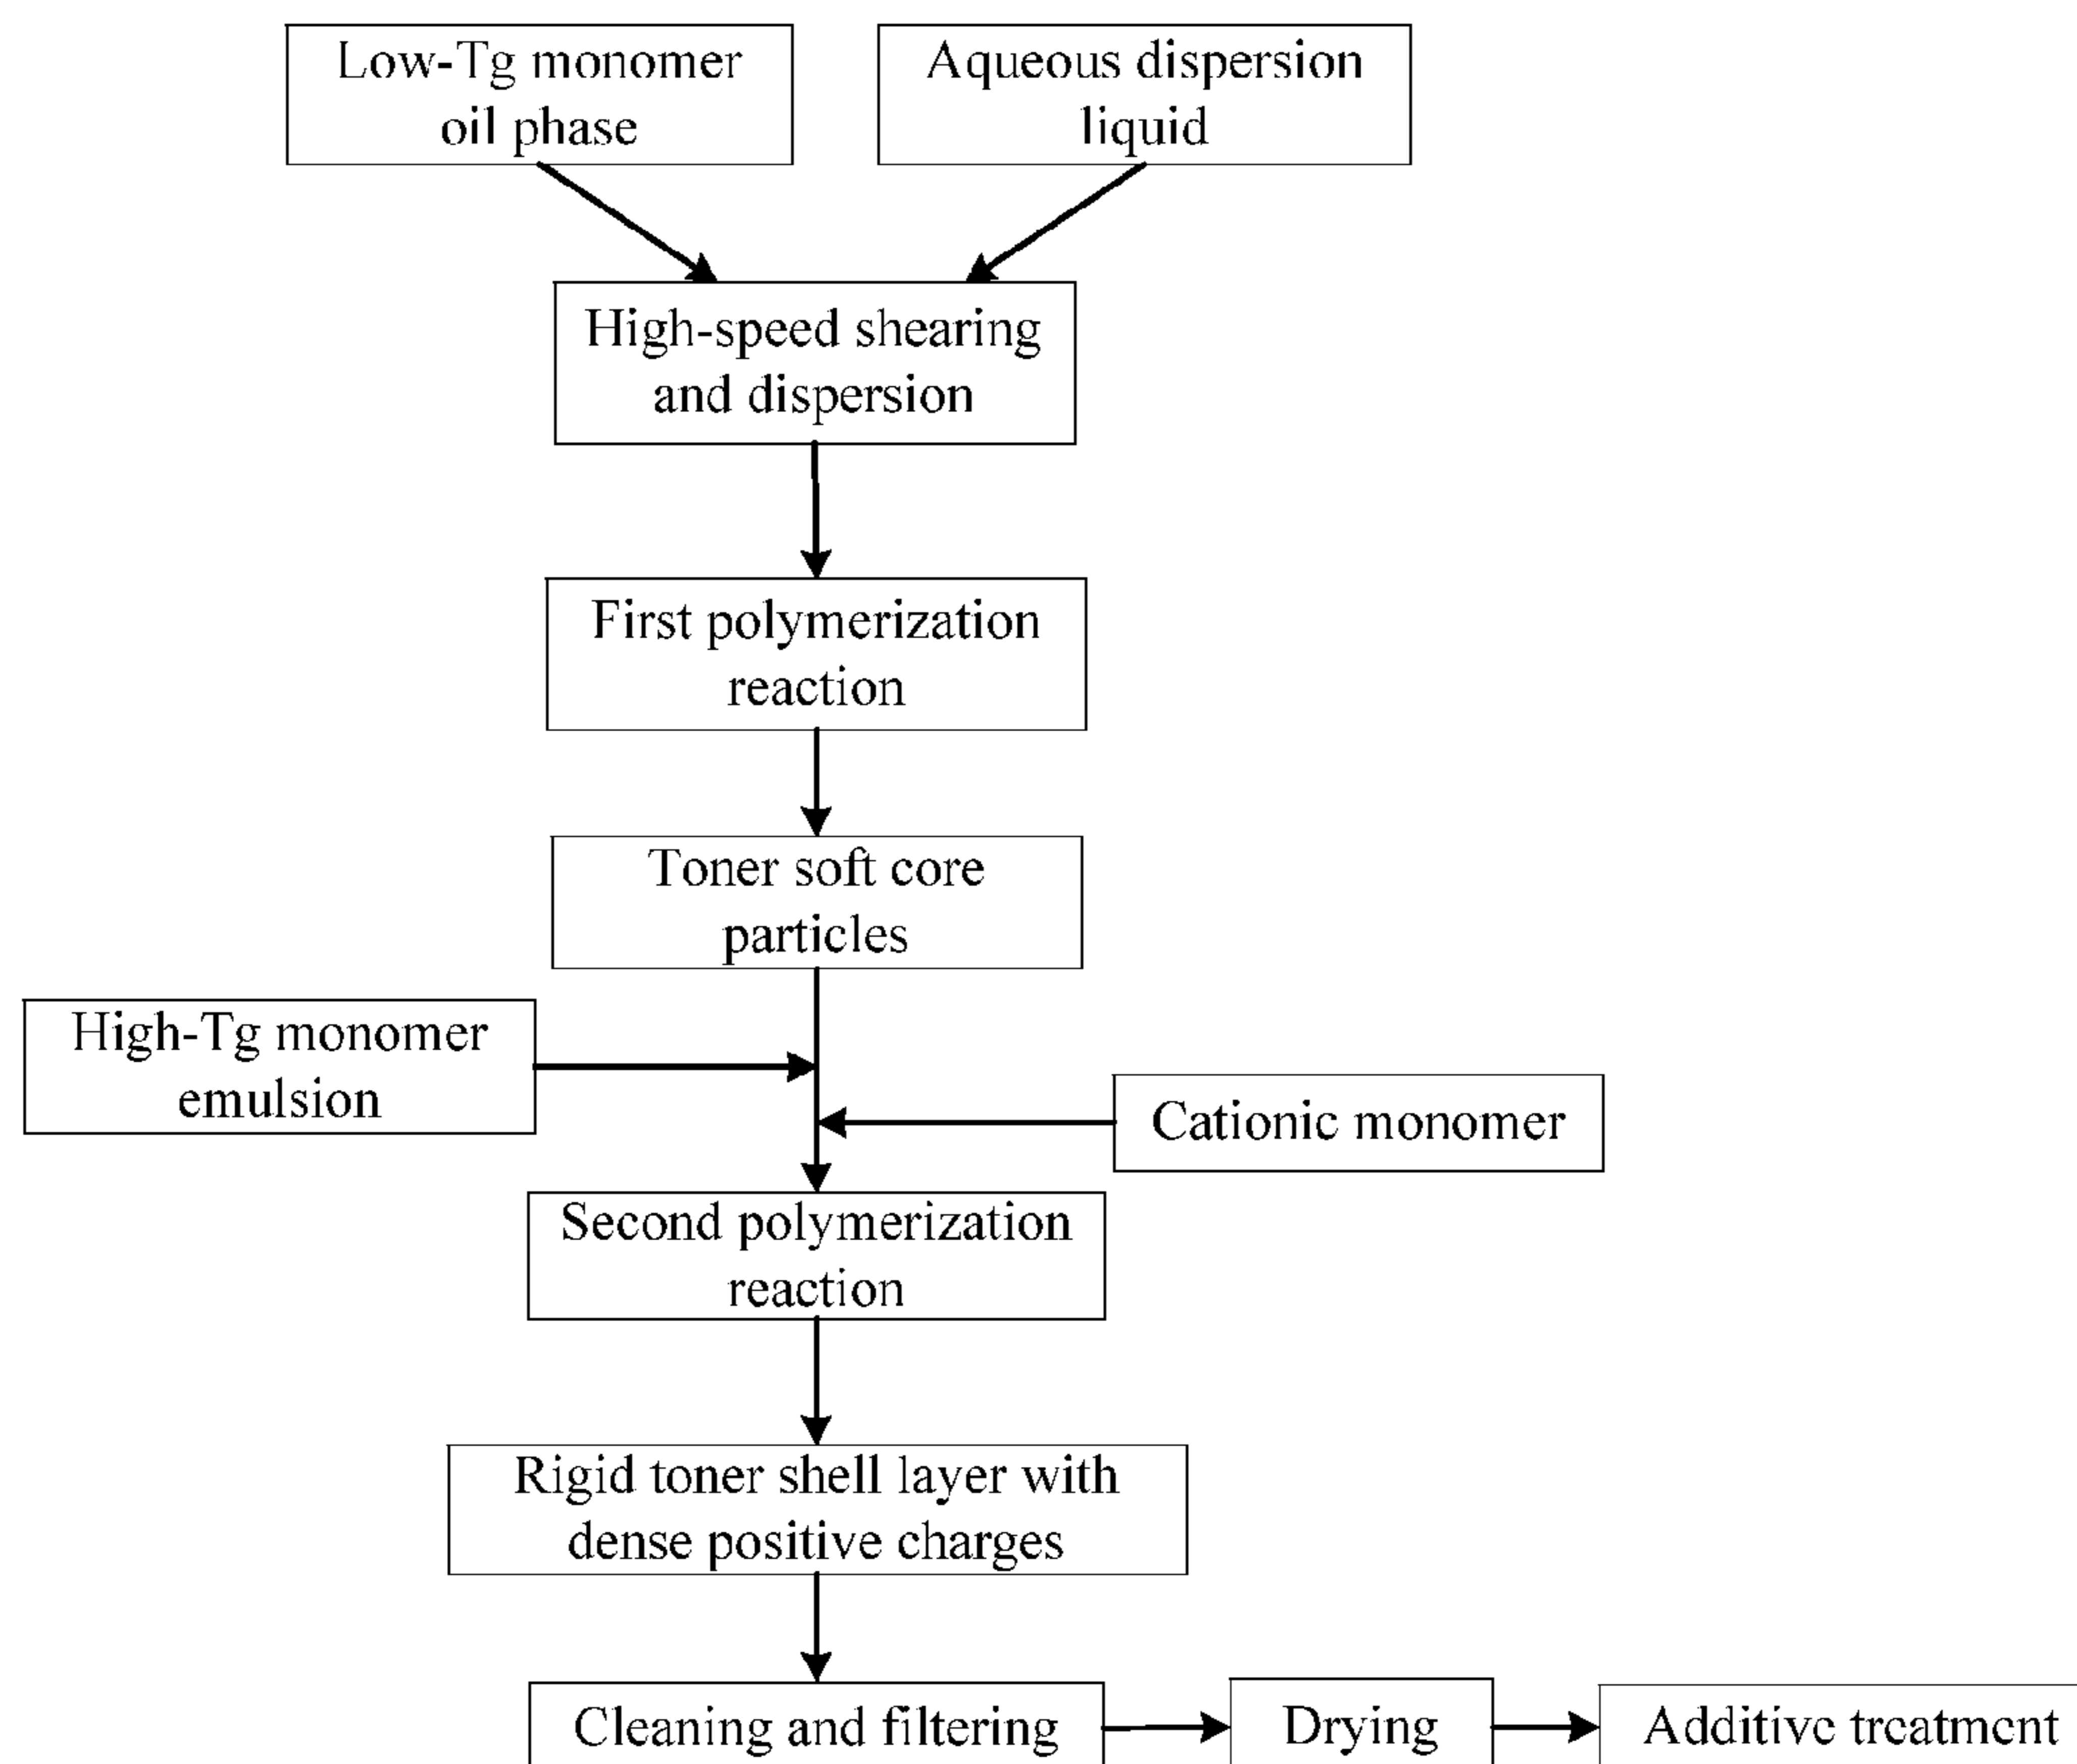 Low-Tg monomer
oil phase
Aqueous dispersion
liquid
High-speed shearing
and dispersion
First polymerization
reaction
Toner soft core
particles
High-Tg monomer
emulsion
Cationic monomer
Second polymerization
reaction
Rigid toner shell layer with
dense positive charges
Cleaning and filtering
Drying
Additive treatment